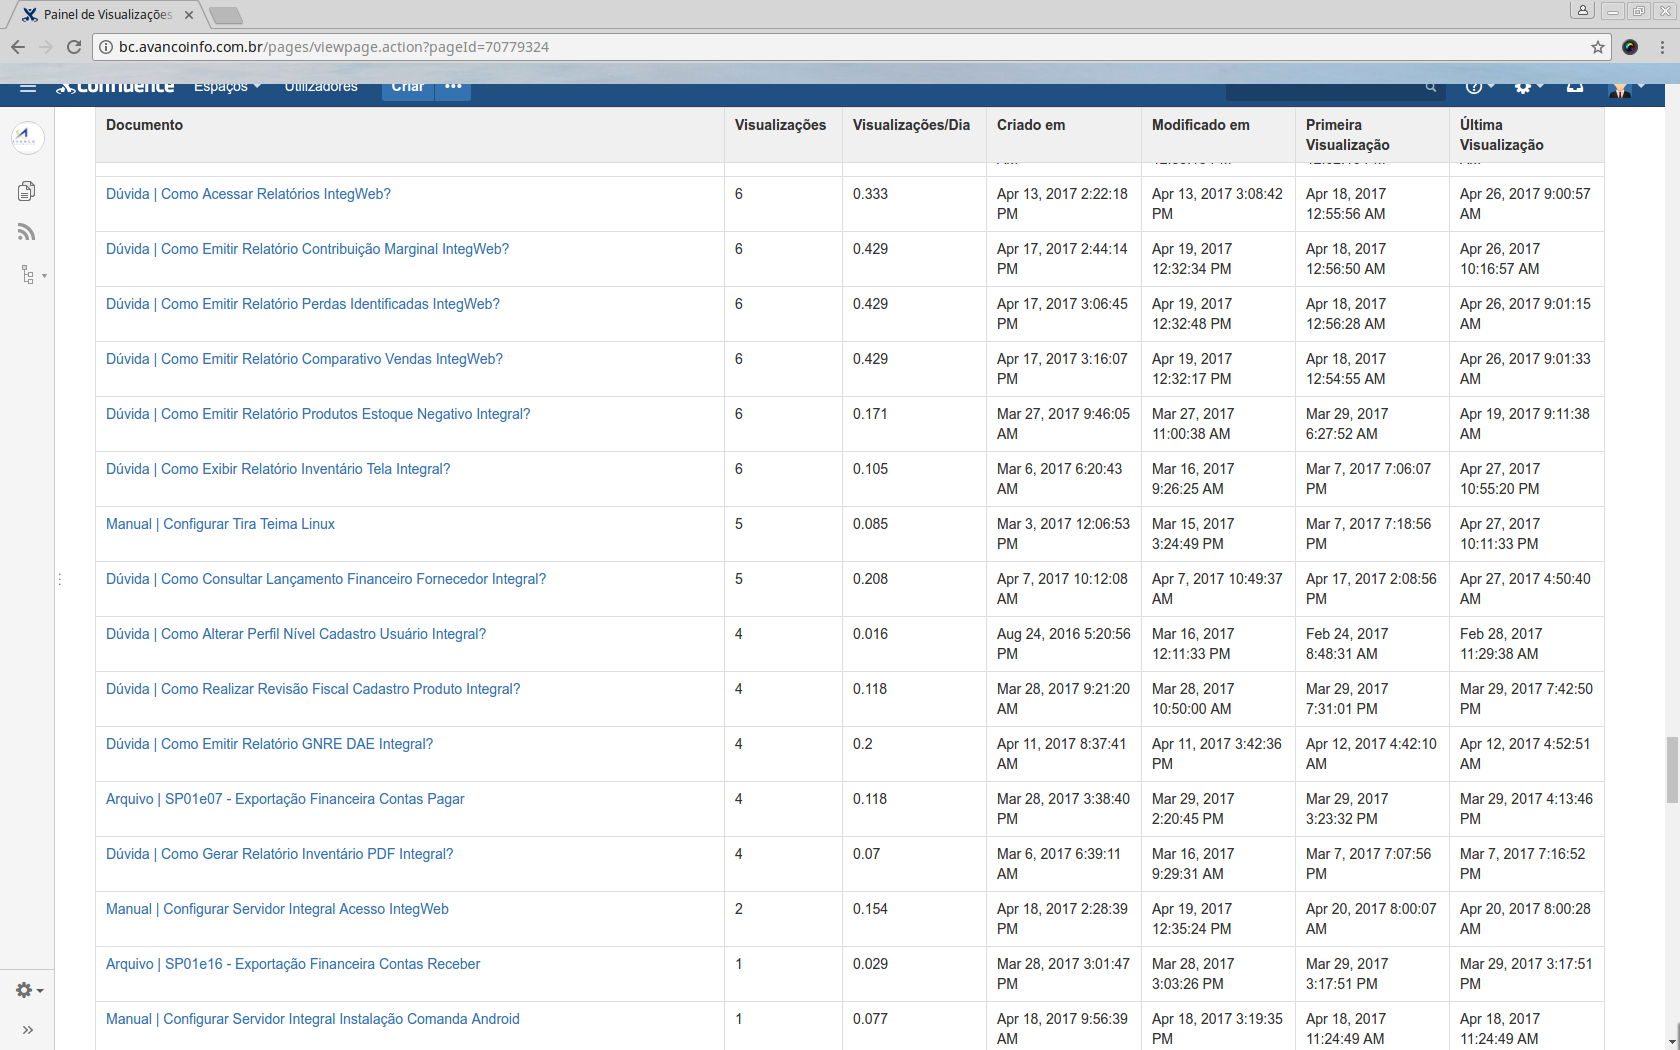 Painel de Visualizações
bc.avancoinfo.com.br/pages/viewpage.action?pageId=70779324
Confluence Espaços Utilizadores Criar
Documento Visualizações Visualizações/Dia Criado em Modificado em Primeira Última
Visualização Visualização
Dúvida | Como Acessar Relatórios IntegWeb? 6 0.333 Apr 13, 2017 2:22:18 Apr 13, 2017 3:08:42 Apr 18, 2017 Apr 26, 2017 9:00:57
PM PM 12:55:56 AM AM
Dúvida | Como Emitir Relatório Contribuição Marginal IntegWeb? 6 0.429 Apr 17, 2017 2:44:14 Apr 19, 2017 Apr 18, 2017 Apr 26, 2017
PM 12:32:34 PM 12:56:50 AM 10:16:57 AM
Dúvida | Como Emitir Relatório Perdas Identificadas IntegWeb? 6 0.429 Apr 17, 2017 3:06:45 Apr 19, 2017 Apr 18, 2017 Apr 26, 2017 9:01:15
PM 12:32:48 PM 12:56:28 AM AM
Dúvida | Como Emitir Relatório Comparativo Vendas IntegWeb? 6 0.429 Apr 17, 2017 3:16:07 Apr 19, 2017 Apr 18, 2017 Apr 26, 2017 9:01:33
PM 12:32:17 PM 12:54:55 AM AM
Dúvida | Como Emitir Relatório Produtos Estoque Negativo Integral? 6 0.171 Mar 27, 2017 9:46:05 Mar 27, 2017 Mar 29, 2017 Apr 19, 2017 9:11:38
AM 11:00:38 AM 6:27:52 AM AM
Dúvida | Como Exibir Relatório Inventário Tela Integral? 6 0.105 Mar 6, 2017 6:20:43 Mar 16, 2017 Mar 7, 2017 7:06:07 Apr 27, 2017
AM 9:26:25 AM PM 10:55:20 PM
Manual | Configurar Tira Teima Linux 5 0.085 Mar 3, 2017 12:06:53 Mar 15, 2017 Mar 7, 2017 7:18:56 Apr 27, 2017
PM 3:24:49 PM PM 10:11:33 PM
Dúvida | Como Consultar Lançamento Financeiro Fornecedor Integral? 5 0.208 Apr 7, 2017 10:12:08 Apr 7, 2017 10:49:37 Apr 17, 2017 2:08:56 Apr 27, 2017 4:50:40
AM AM PM AM
Dúvida | Como Alterar Perfil Nível Cadastro Usuário Integral? 4 0.016 Aug 24, 2016 5:20:56 Mar 16, 2017 Feb 24, 2017 Feb 28, 2017
PM 12:11:33 PM 8:48:31 AM 11:29:38 AM
Dúvida | Como Realizar Revisão Fiscal Cadastro Produto Integral? 4 0.118 Mar 28, 2017 9:21:20 Mar 28, 2017 Mar 29, 2017 Mar 29, 2017 7:42:50
AM 10:50:00 AM 7:31:01 PM PM
Dúvida | Como Emitir Relatório GNRE DAE Integral? 4 0.2 Apr 11, 2017 8:37:41 Apr 11, 2017 3:42:36 Apr 12, 2017 4:42:10 Apr 12, 2017 4:52:51
AM PM AM AM
Arquivo | SP01e07 - Exportação Financeira Contas Pagar 4 0.118 Mar 28, 2017 3:38:40 Mar 29, 2017 Mar 29, 2017 Mar 29, 2017 4:13:46
PM 2:20:45 PM 3:23:32 PM PM
Dúvida | Como Gerar Relatório Inventário PDF Integral? 4 0.07 Mar 6, 2017 6:39:11 Mar 16, 2017 Mar 7, 2017 7:07:56 Mar 7, 2017 7:16:52
AM 9:29:31 AM PM PM
Manual | Configurar Servidor Integral Acesso IntegWeb 2 0.154 Apr 18, 2017 2:28:39 Apr 19, 2017 Apr 20, 2017 8:00:07 Apr 20, 2017 8:00:28
PM 12:35:24 PM AM AM
Arquivo | SP01e16 - Exportação Financeira Contas Receber 1 0.029 Mar 28, 2017 3:01:47 Mar 28, 2017 Mar 29, 2017 Mar 29, 2017 3:17:51
PM 3:03:26 PM 3:17:51 PM PM
Manual | Configurar Servidor Integral Instalação Comanda Android 1 0.077 Apr 18, 2017 9:56:39 Apr 18, 2017 3:19:35 Apr 18, 2017 Apr 18, 2017
AM PM 11:24:49 AM 11:24:49 AM